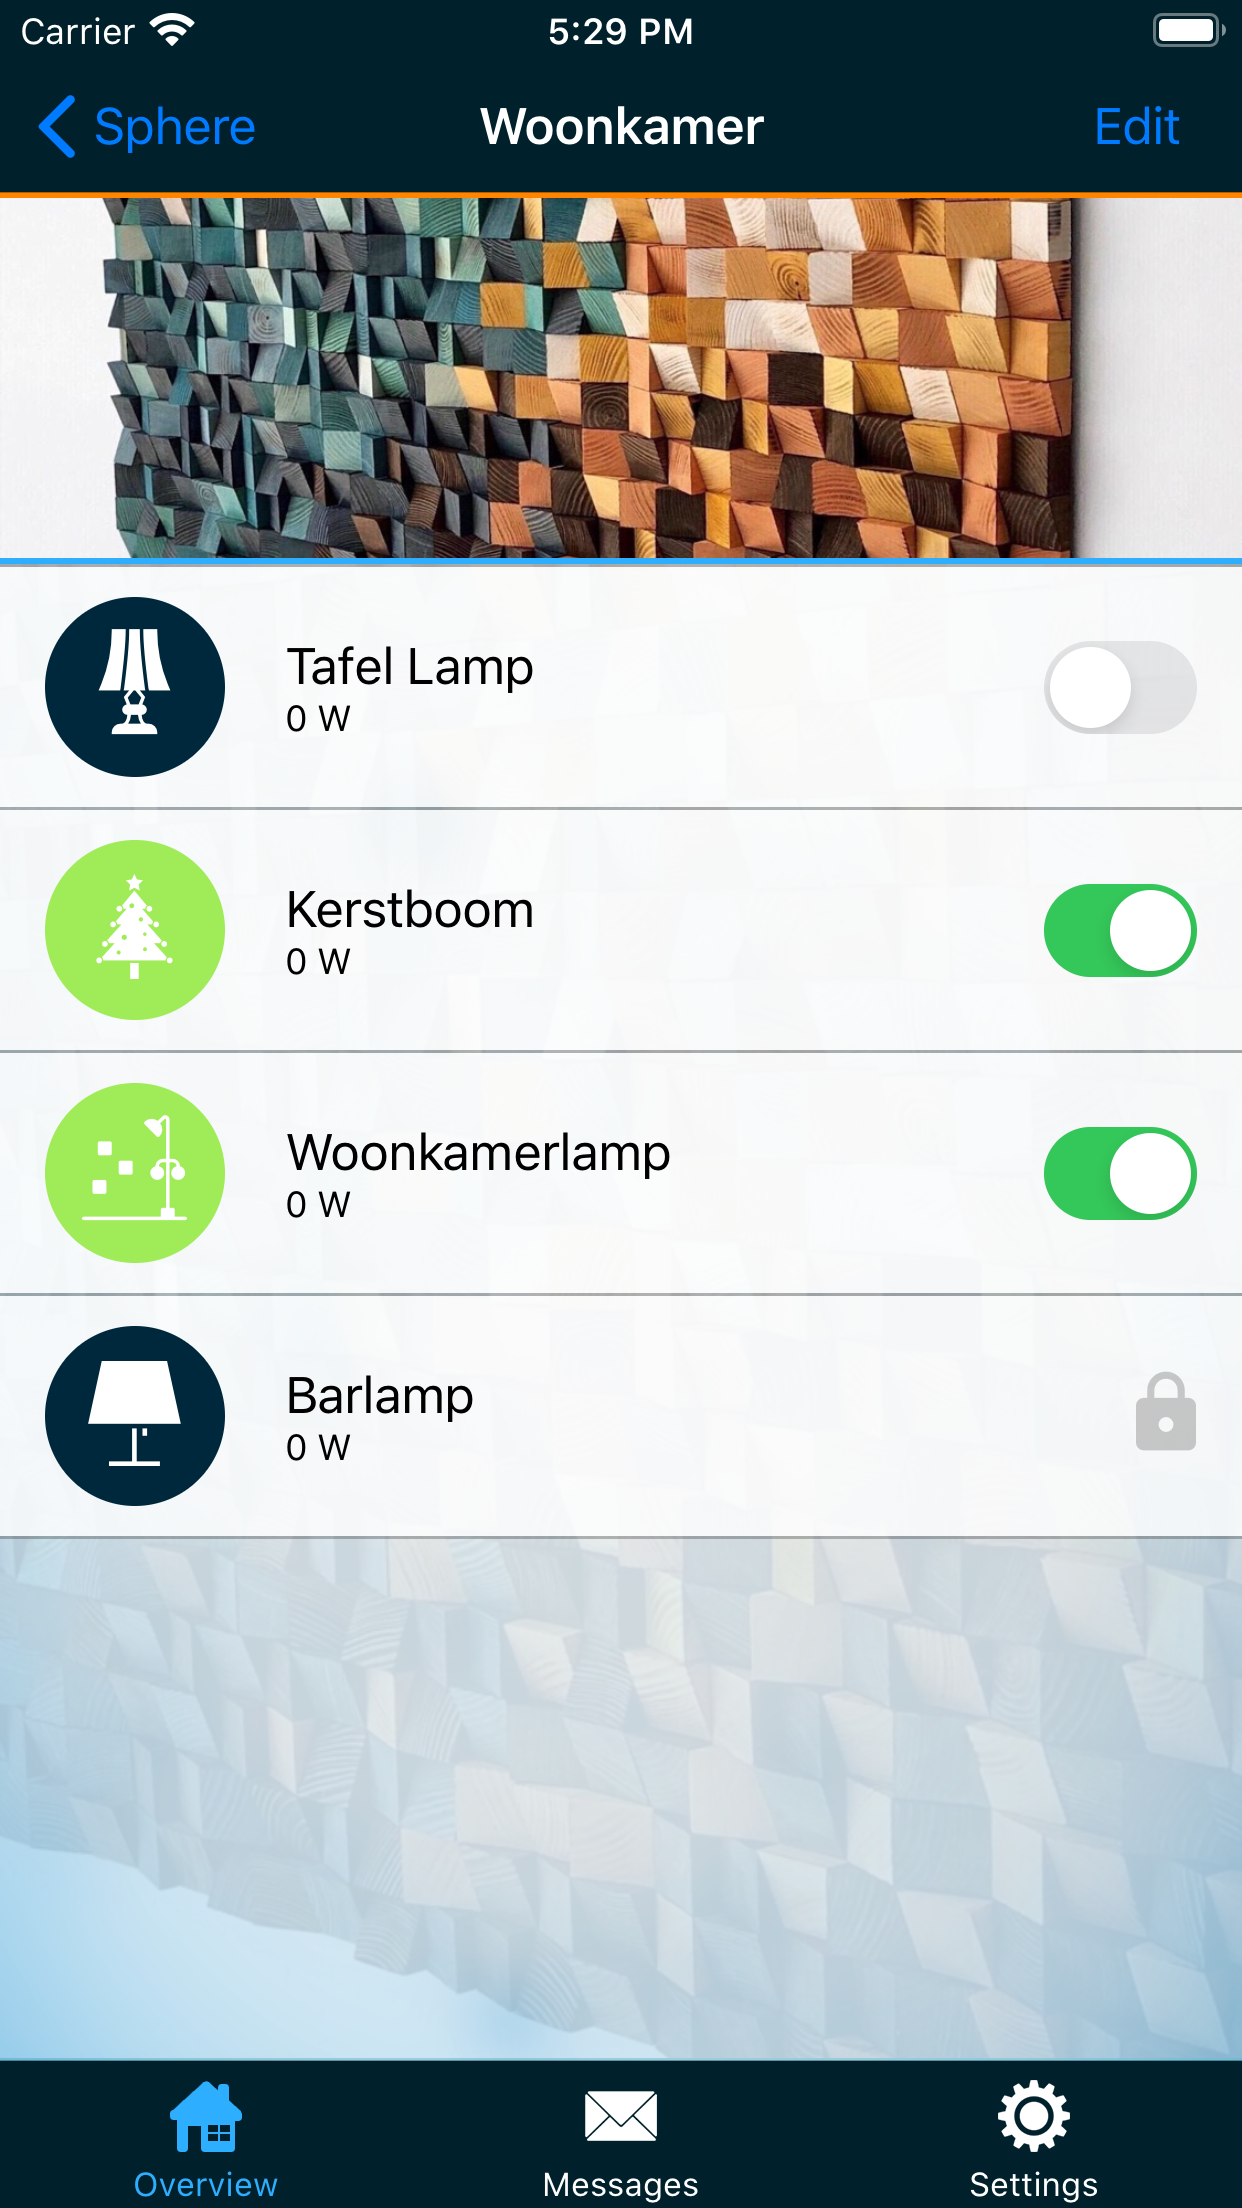 Carrier 5:29 PM
Sphere Woonkamer Edit
Tafel Lamp
0 W
Kerstboom
0 W
Woonkamerlamp
0 W
Barlamp
0 W
Overview Messages Settings